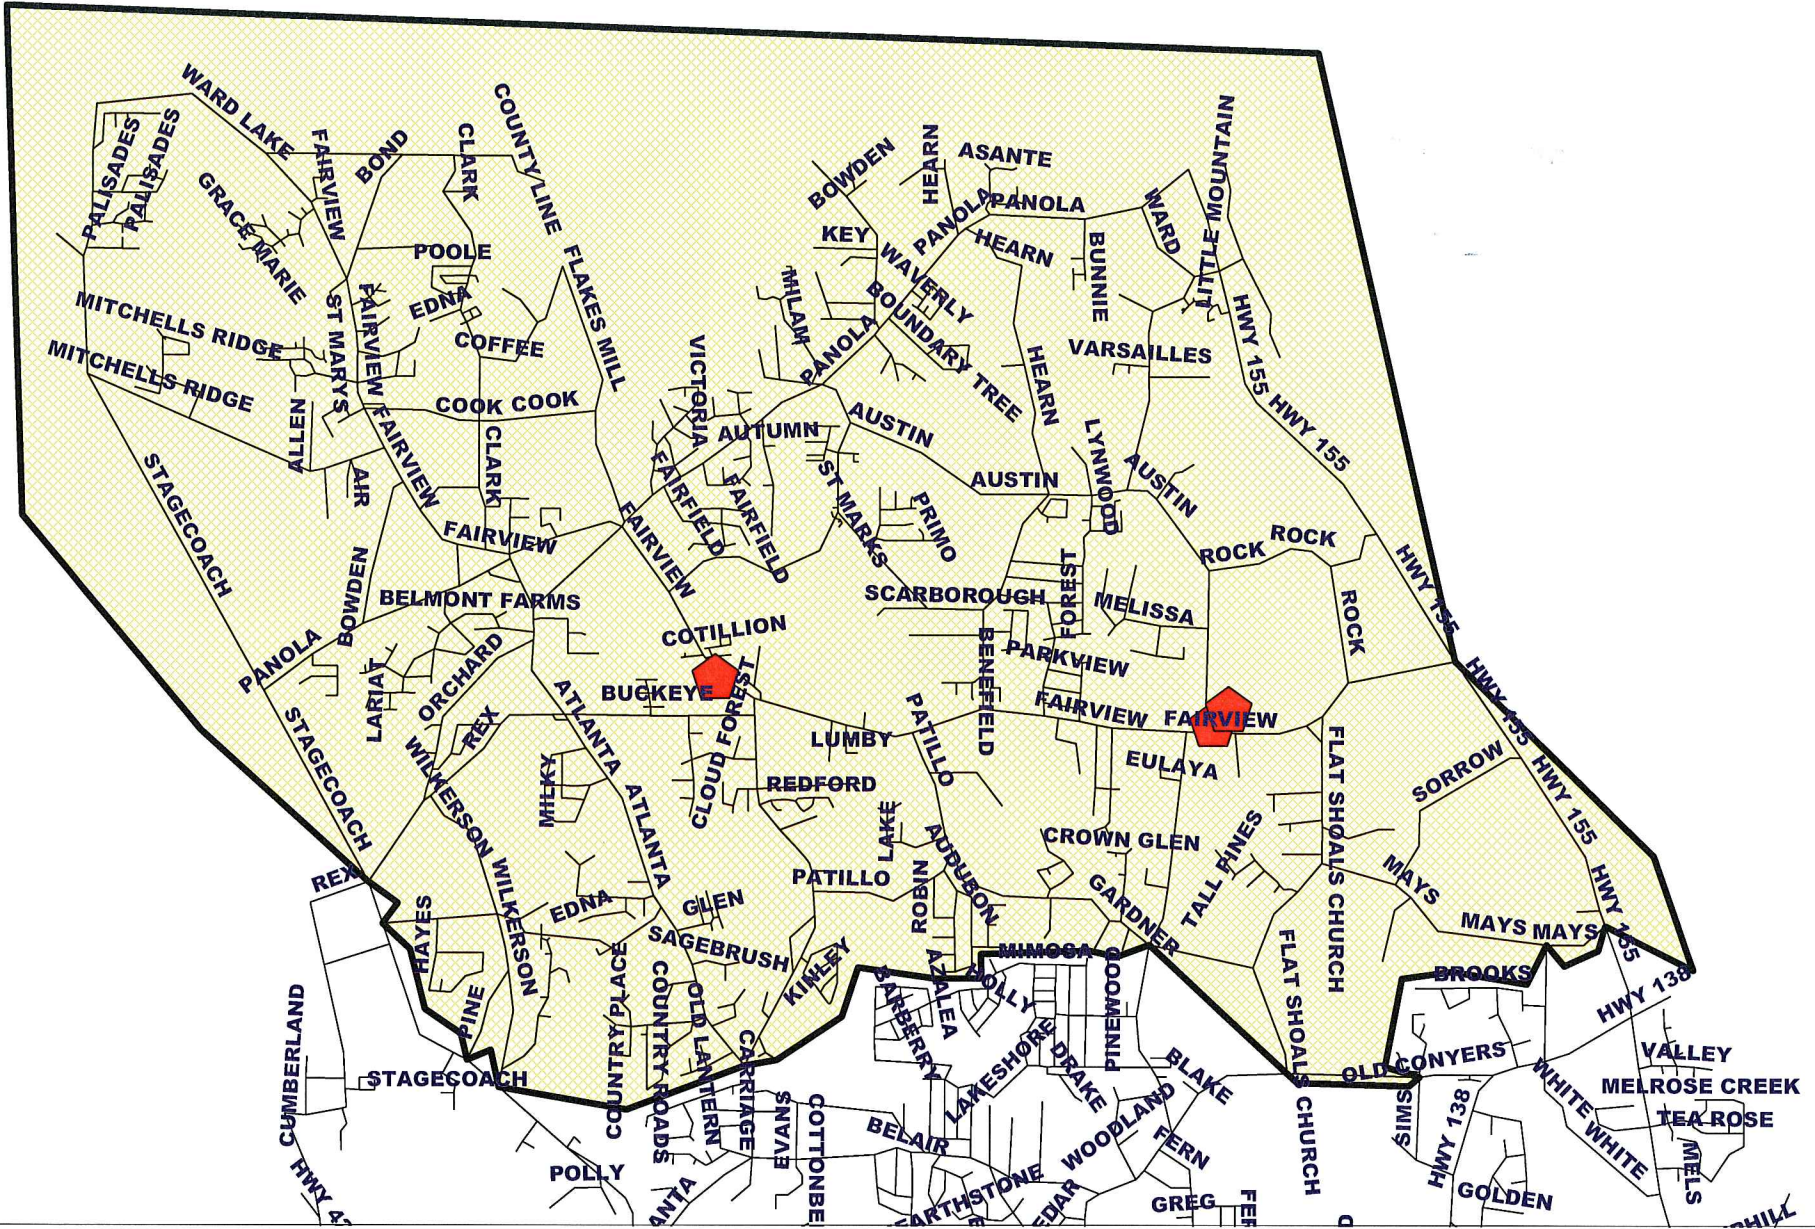 WARD LAKE
COUNTY LINE
PALISADES
PALISADES
FAIRVIEW
BOND
CLARK
BOWDEN
HEARN
ASANTE
LITTLE MOUNTAIN
GRACE MARIE
PANOLA
PANOLA
WARD
KEY
HEARN
BUNNIE
POOLE
FLAKES MILL
WAVERLY
MITCHELLS RIDGE
ST MARYS
FAIRVIEW
EDNA
MILAM
BOUNDARY TREE
HWY 155
MITCHELLS RIDGE
COFFEE
VICTORIA
PANOLA
HEARN
VARSAILLES
ALLEN
COOK COOK
AUTUMN
AUSTIN
HWY 155
FAIRVIEW
CLARK
AIR
STAGECOACH
FAIRFIELD
FAIRFIELD
ST MARKS
PRIMO
AUSTIN
LYNWOOD
AUSTIN
FAIRVIEW
FAIRVIEW
ROCK
ROCK
HWY 155
BOWDEN
BELMONT FARMS
SCARBOROUGH
FOREST
MELISSA
ROCK
PANOLA
LARIAT
ORCHARD
COTILLION
BENEFIELD
PARKVIEW
BUCKEYE
CLOUD FOREST
ATLANTA
PATILLO
FAIRVIEW
FAIRVIEW
HWY 155
STAGECOACH
REX
WILKERSON
MILKY
LUMBY
EULAYA
FLAT SHOALS CHURCH
SORROW
HWY 155
REDFORD
ATLANTA
LAKE
AUDUBON
CROWN GLEN
TALL PINES
REX
WILKERSON
PATILLO
ROBIN
GARDNER
MAYS
HWY 155
HAYES
EDNA
GLEN
SAGEBRUSH
MAYS
MAYS
PINE
KINLEY
MIMOSA
FLAT SHOALS CHURCH
BROOKS
HWY 138
CUMBERLAND
COUNTRY PLACE
COUNTRY ROADS
OLD LANTERN
CARRIAGE
BARBERRY
AZALEA
HOLLY
LAKESHORE
DRAKE
PINEWOOD
BLAKE
STAGECOACH
OLD CONYERS
VALLEY
MELROSE CREEK
WHITE
TEA ROSE
SIMS
HWY 138
EVANS
COTTONBE
BELAIR
WOODLAND
FERN
WHITE
MELS
HWY 42
POLLY
ANTA
EARTHSTONE
EDAR
GREG
FER
GOLDEN